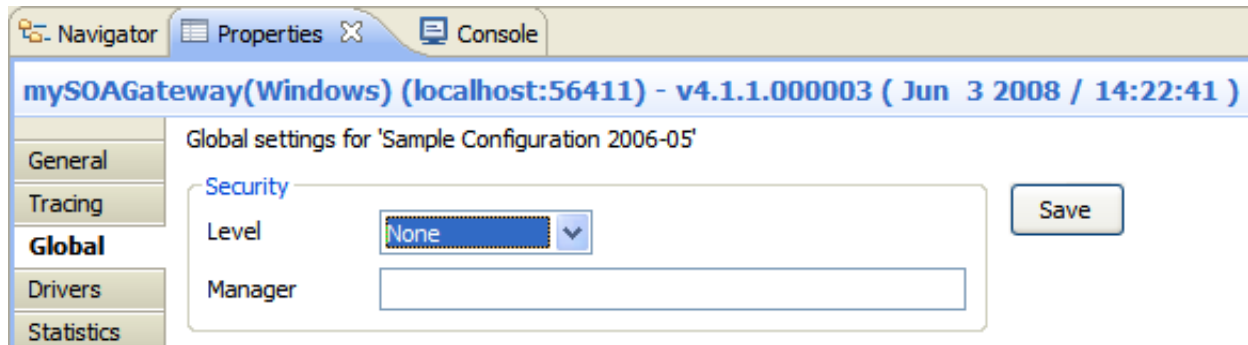 Navigator Properties Console
mySOAGateway(Windows) (localhost:56411) - v4.1.1.000003 ( Jun 3 2008 / 14:22:41 )
Global settings for 'Sample Configuration 2006-05'
General
Tracing
Global
Drivers
Statistics
Security
Level None
Manager
Save